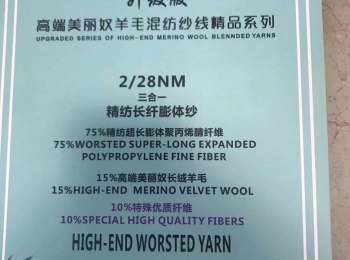 升级版
高端美丽奴羊毛混纺纱线精品系列
UPGRADED SERIES OF HIGH-END MERINO WOOL BLENNDED YARNS
2/28NM
三合一
精纺长纤膨体纱
75%精纺超长膨体聚丙烯腈纤维
75%WORSTED SUPER-LONG EXPANDED
POLYPROPYLENE FINE FIBER
15%高端美丽奴长绒羊毛
15%HIGH-END MERINO VELVET WOOL
10%特殊优质纤维
10%SPECIAL HIGH QUALITY FIBERS
HIGH-END WORSTED YARN